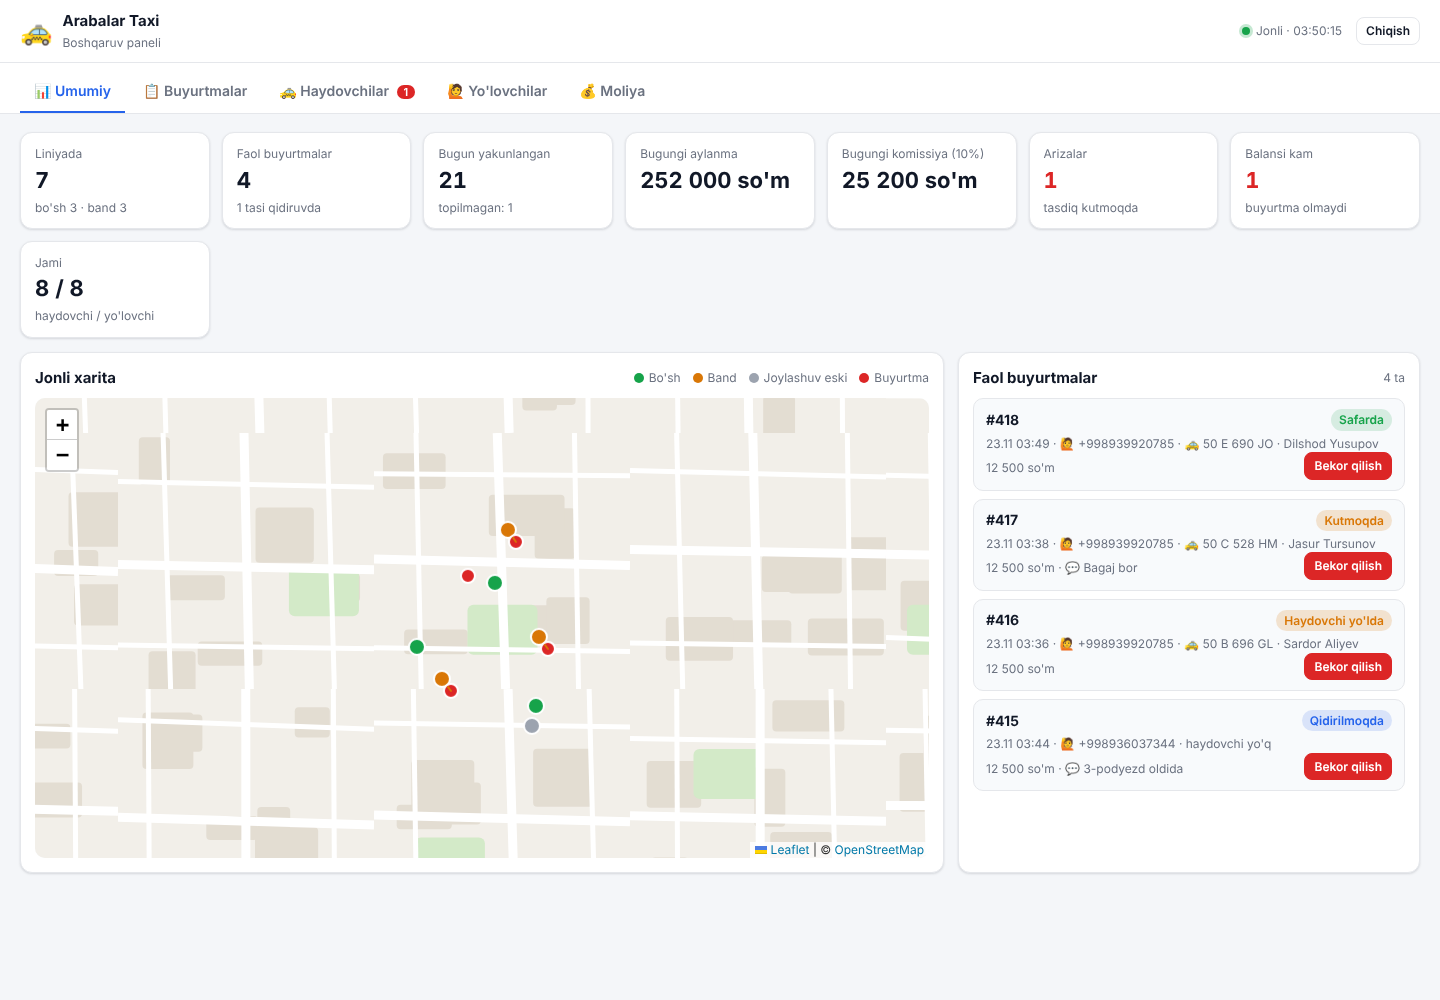 Arabalar Taxi
Boshqaruv paneli
Jonli · 03:50:15
Chiqish
Umumiy
Buyurtmalar
Haydovchilar 1
Yo'lovchilar
Moliya
Liniyada
7
bo'sh 3 · band 3
Faol buyurtmalar
4
1 tasi qidiruvda
Bugun yakunlangan
21
topilmagan: 1
Bugungi aylanma
252 000 so'm
Bugungi komissiya (10%)
25 200 so'm
Arizalar
1
tasdiq kutmoqda
Balansi kam
1
buyurtma olmaydi
Jami
8 / 8
haydovchi / yo'lovchi
Jonli xarita
Bo'sh
Band
Joylashuv eski
Buyurtma
+
−
Leaflet | © OpenStreetMap
Faol buyurtmalar
4 ta
#418
Safarda
23.11 03:49 · 🙋 +998939920785 · 🚕 50 E 690 JO · Dilshod Yusupov
12 500 so'm
Bekor qilish
#417
Kutmoqda
23.11 03:38 · 🙋 +998939920785 · 🚕 50 C 528 HM · Jasur Tursunov
12 500 so'm · 💬 Bagaj bor
Bekor qilish
#416
Haydovchi yo'lda
23.11 03:36 · 🙋 +998939920785 · 🚕 50 B 696 GL · Sardor Aliyev
12 500 so'm
Bekor qilish
#415
Qidirilmoqda
23.11 03:44 · 🙋 +998936037344 · haydovchi yo'q
12 500 so'm · 💬 3-podyezd oldida
Bekor qilish